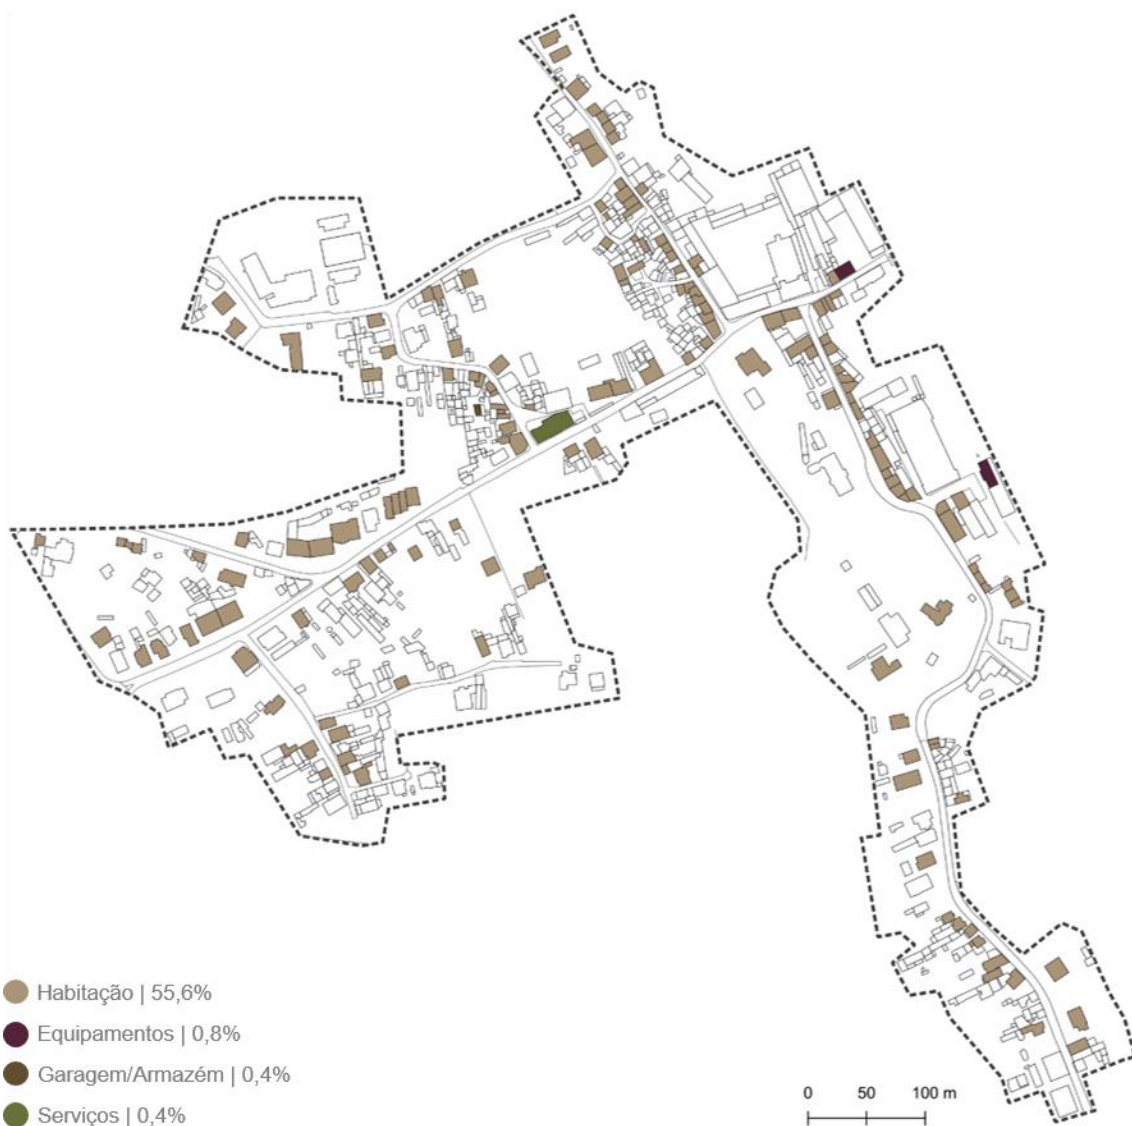 Habitação | 55,6%
Equipamentos | 0,8%
Garagem/Armazém | 0,4%
Serviços | 0,4%
0 50 100 m